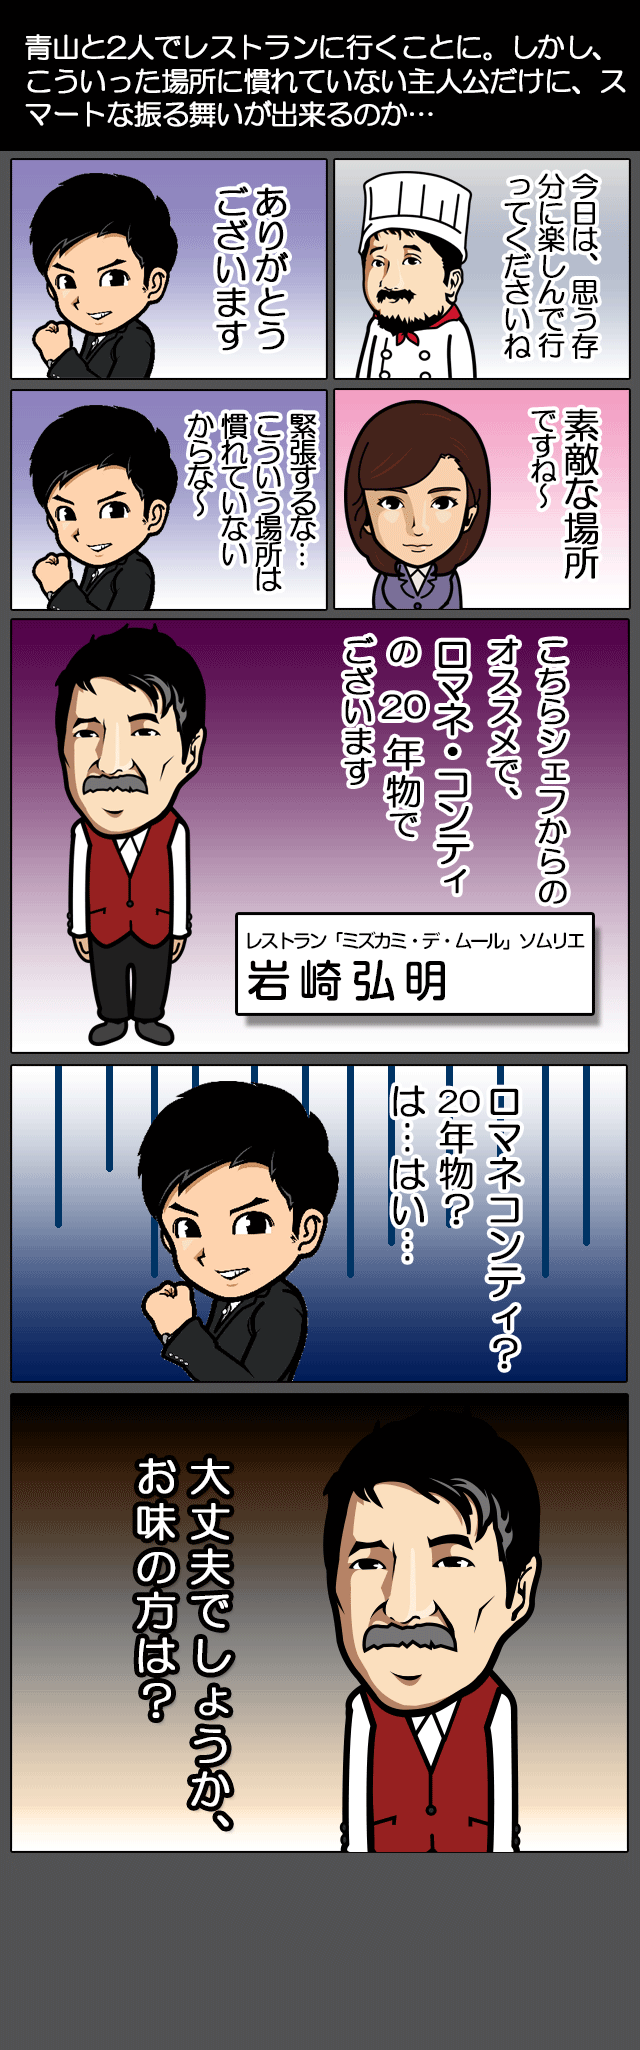 青山と2人でレストランに行くことに。しかし、
こういった場所に慣れていない主人公だけに、ス
マートな振る舞いが出来るのか…
今日は、思う存
分に楽しんで行
ってくださいね
ありがとう
ございます
素敵な場所
ですね～
緊張するな…
こういう場所は
慣れていない
からな～
こちらシェフからの
オススメで、
ロマネ・コンティ
の20年物で
ございます
レストラン「ミズカミ・デ・ムール」ソムリエ
岩崎弘明
ロマネコンティ？
20年物？
は…はい…
大丈夫でしょうか、
お味の方は？